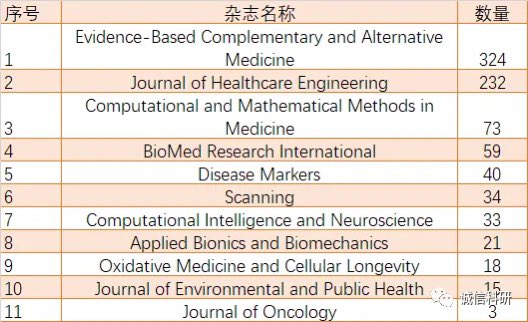 序号 杂志名称 数量
Evidence-Based Complementary and Alternative
1 Medicine 324
2 Journal of Healthcare Engineering 232
Computational and Mathematical Methods in
3 Medicine 73
4 BioMed Research International 59
5 Disease Markers 40
6 Scanning 34
7 Computational Intelligence and Neuroscience 33
8 Applied Bionics and Biomechanics 21
9 Oxidative Medicine and Cellular Longevity 18
10 Journal of Environmental and Public Health 15
11 Journal of Oncology 3
诚信科研